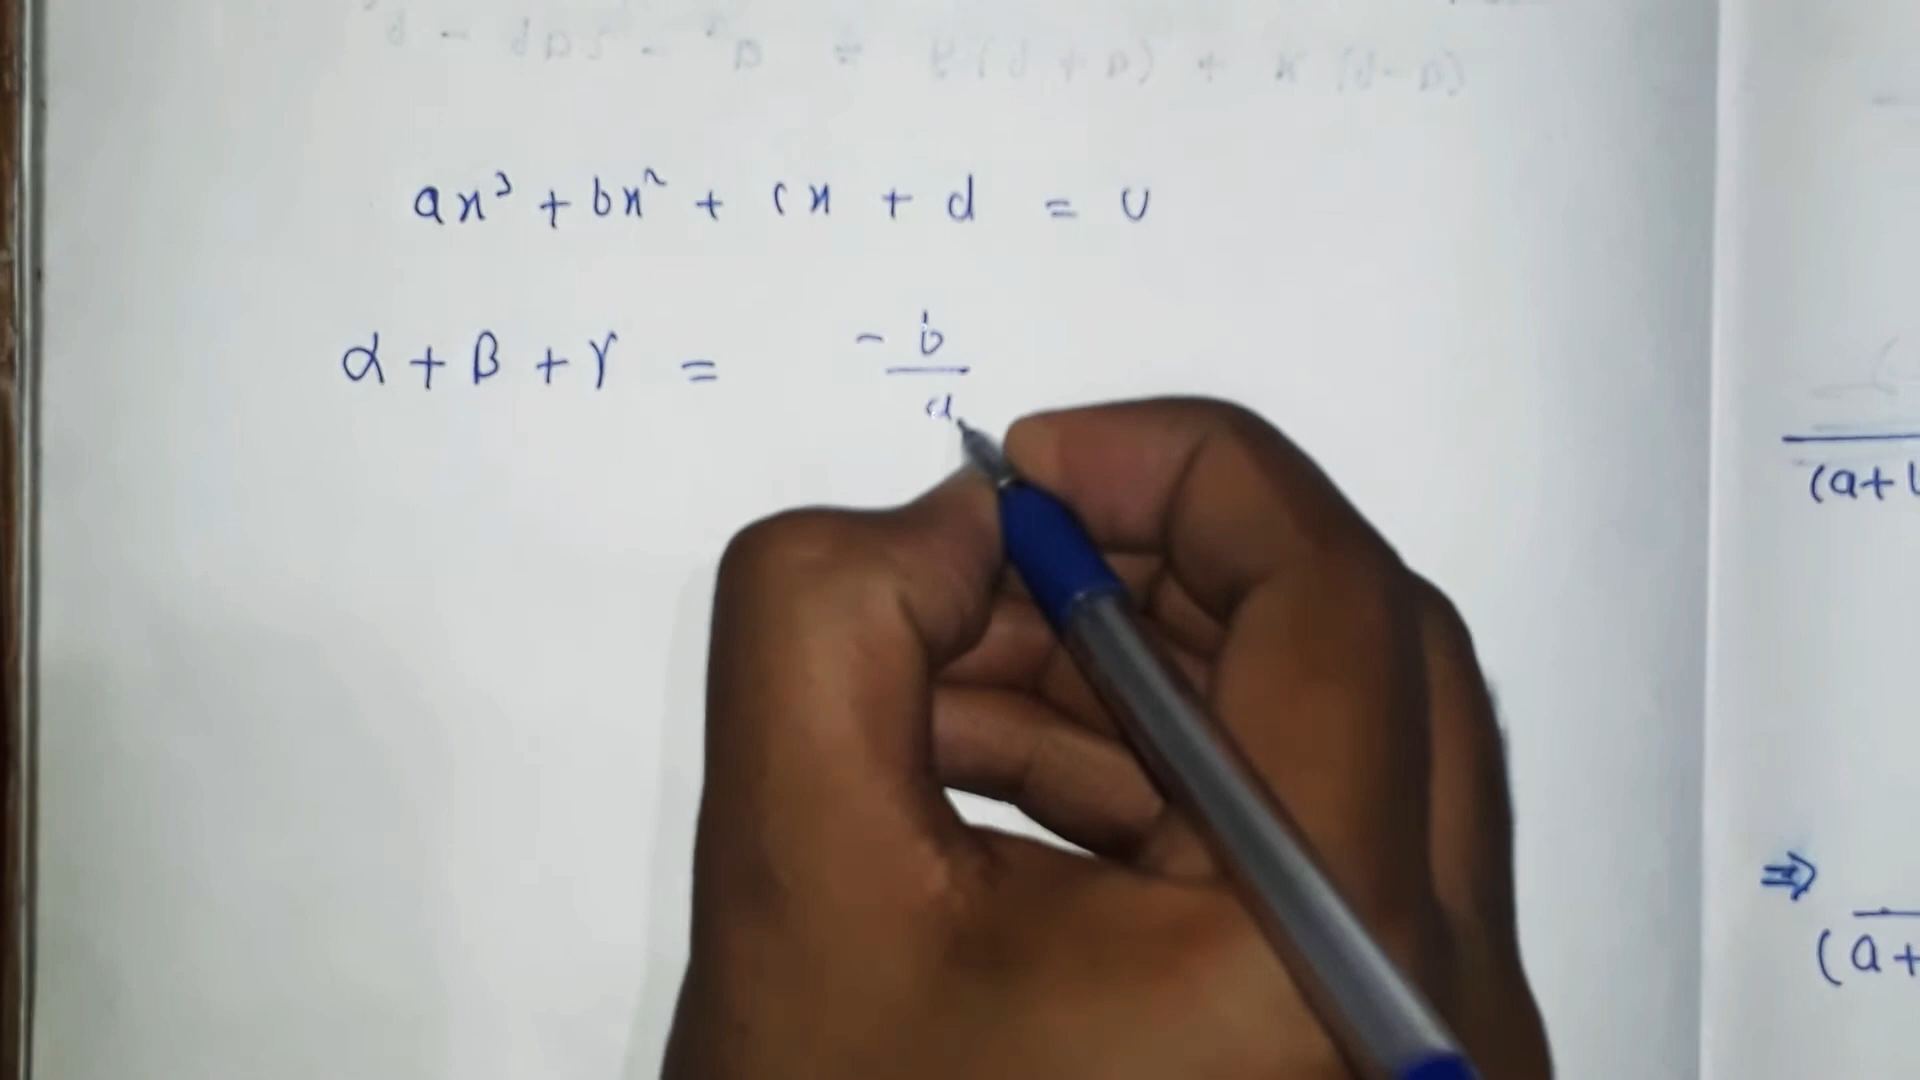 ax³ + bx² + cx + d = 0
α + β + γ = -b/a
(a+
⇒
(a+